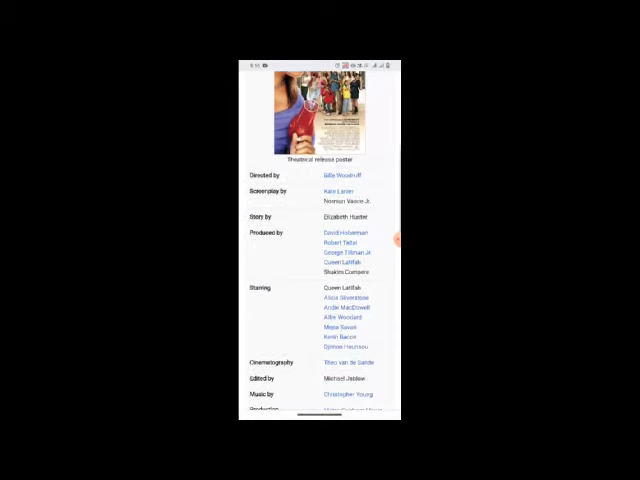 Theatrical release poster
Directed by Bille Woodruff
Screenplay by Kate Lanier
Norman Vance Jr.
Story by Elizabeth Hunter
Produced by David Hoberman
Robert Teitel
George Tillman Jr.
Queen Latifah
Shakim Compere
Starring Queen Latifah
Alicia Silverstone
Andie MacDowell
Alfre Woodard
Mena Suvari
Kevin Bacon
Djimon Hounsou
Cinematography Theo van de Sande
Edited by Michael Jablow
Music by Christopher Young
Production